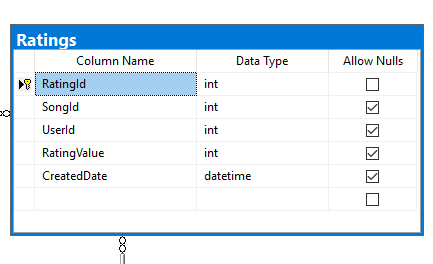 Ratings
Column Name Data Type Allow Nulls
RatingId int
SongId int
UserId int
RatingValue int
CreatedDate datetime